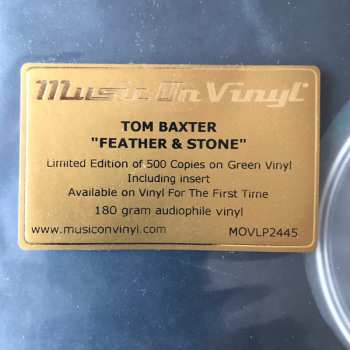 Music On Vinyl
TOM BAXTER
"FEATHER & STONE"
Limited Edition of 500 Copies on Green Vinyl
Including insert
Available on Vinyl For The First Time
180 gram audiophile vinyl
www.musiconvinyl.com MOVLP2445